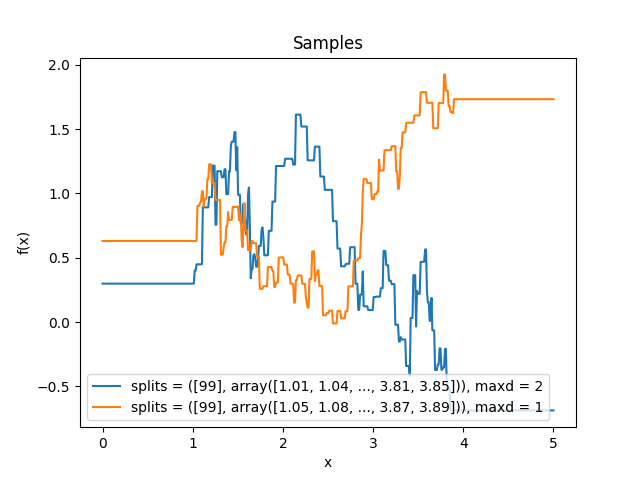 Samples
f(x)
2.0
1.5
1.0
0.5
0.0
−0.5
splits = ([99], array([1.01, 1.04, ..., 3.81, 3.85])), maxd = 2
splits = ([99], array([1.05, 1.08, ..., 3.87, 3.89])), maxd = 1
0 1 2 3 4 5
x